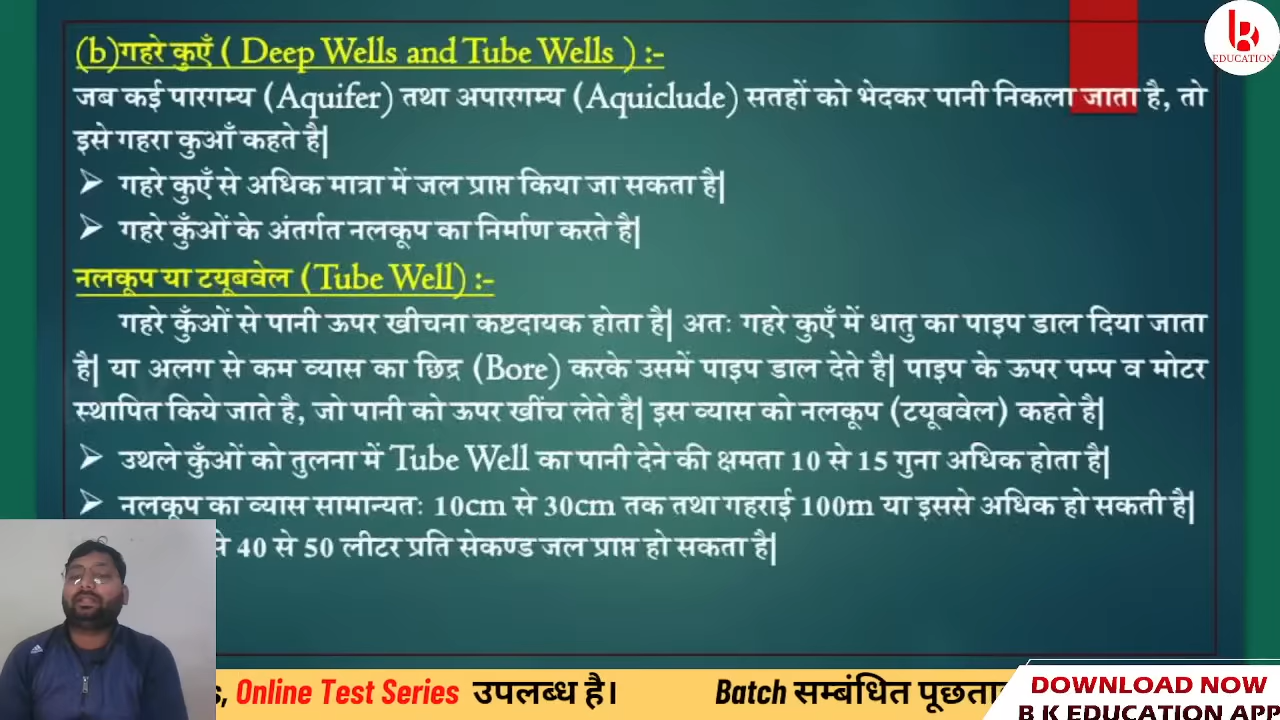 (b)गहरे कुएँ ( Deep Wells and Tube Wells ) :-
जब कई पारगम्य (Aquifer) तथा अपारगम्य (Aquiclude) सतहों को भेदकर पानी निकला जाता है, तो
इसे गहरा कुआँ कहते है|
➢ गहरे कुएँ से अधिक मात्रा में जल प्राप्त किया जा सकता है|
➢ गहरे कुँओं के अंतर्गत नलकूप का निर्माण करते है|
नलकूप या टयूबवेल (Tube Well) :-
गहरे कुँओं से पानी ऊपर खीचना कष्टदायक होता है| अतः गहरे कुएँ में धातु का पाइप डाल दिया जाता
है| या अलग से कम व्यास का छिद्र (Bore) करके उसमें पाइप डाल देते है| पाइप के ऊपर पम्प व मोटर
स्थापित किये जाते है, जो पानी को ऊपर खींच लेते है| इस व्यास को नलकूप (टयूबवेल) कहते है|
➢ उथले कुँओं को तुलना में Tube Well का पानी देने की क्षमता 10 से 15 गुना अधिक होता है|
➢ नलकूप का व्यास सामान्यतः 10cm से 30cm तक तथा गहराई 100m या इससे अधिक हो सकती है|
से 40 से 50 लीटर प्रति सेकण्ड जल प्राप्त हो सकता है|
EDUCATION
Online Test Series उपलब्ध है। Batch सम्बंधित
DOWNLOAD NOW
B K EDUCATION APP